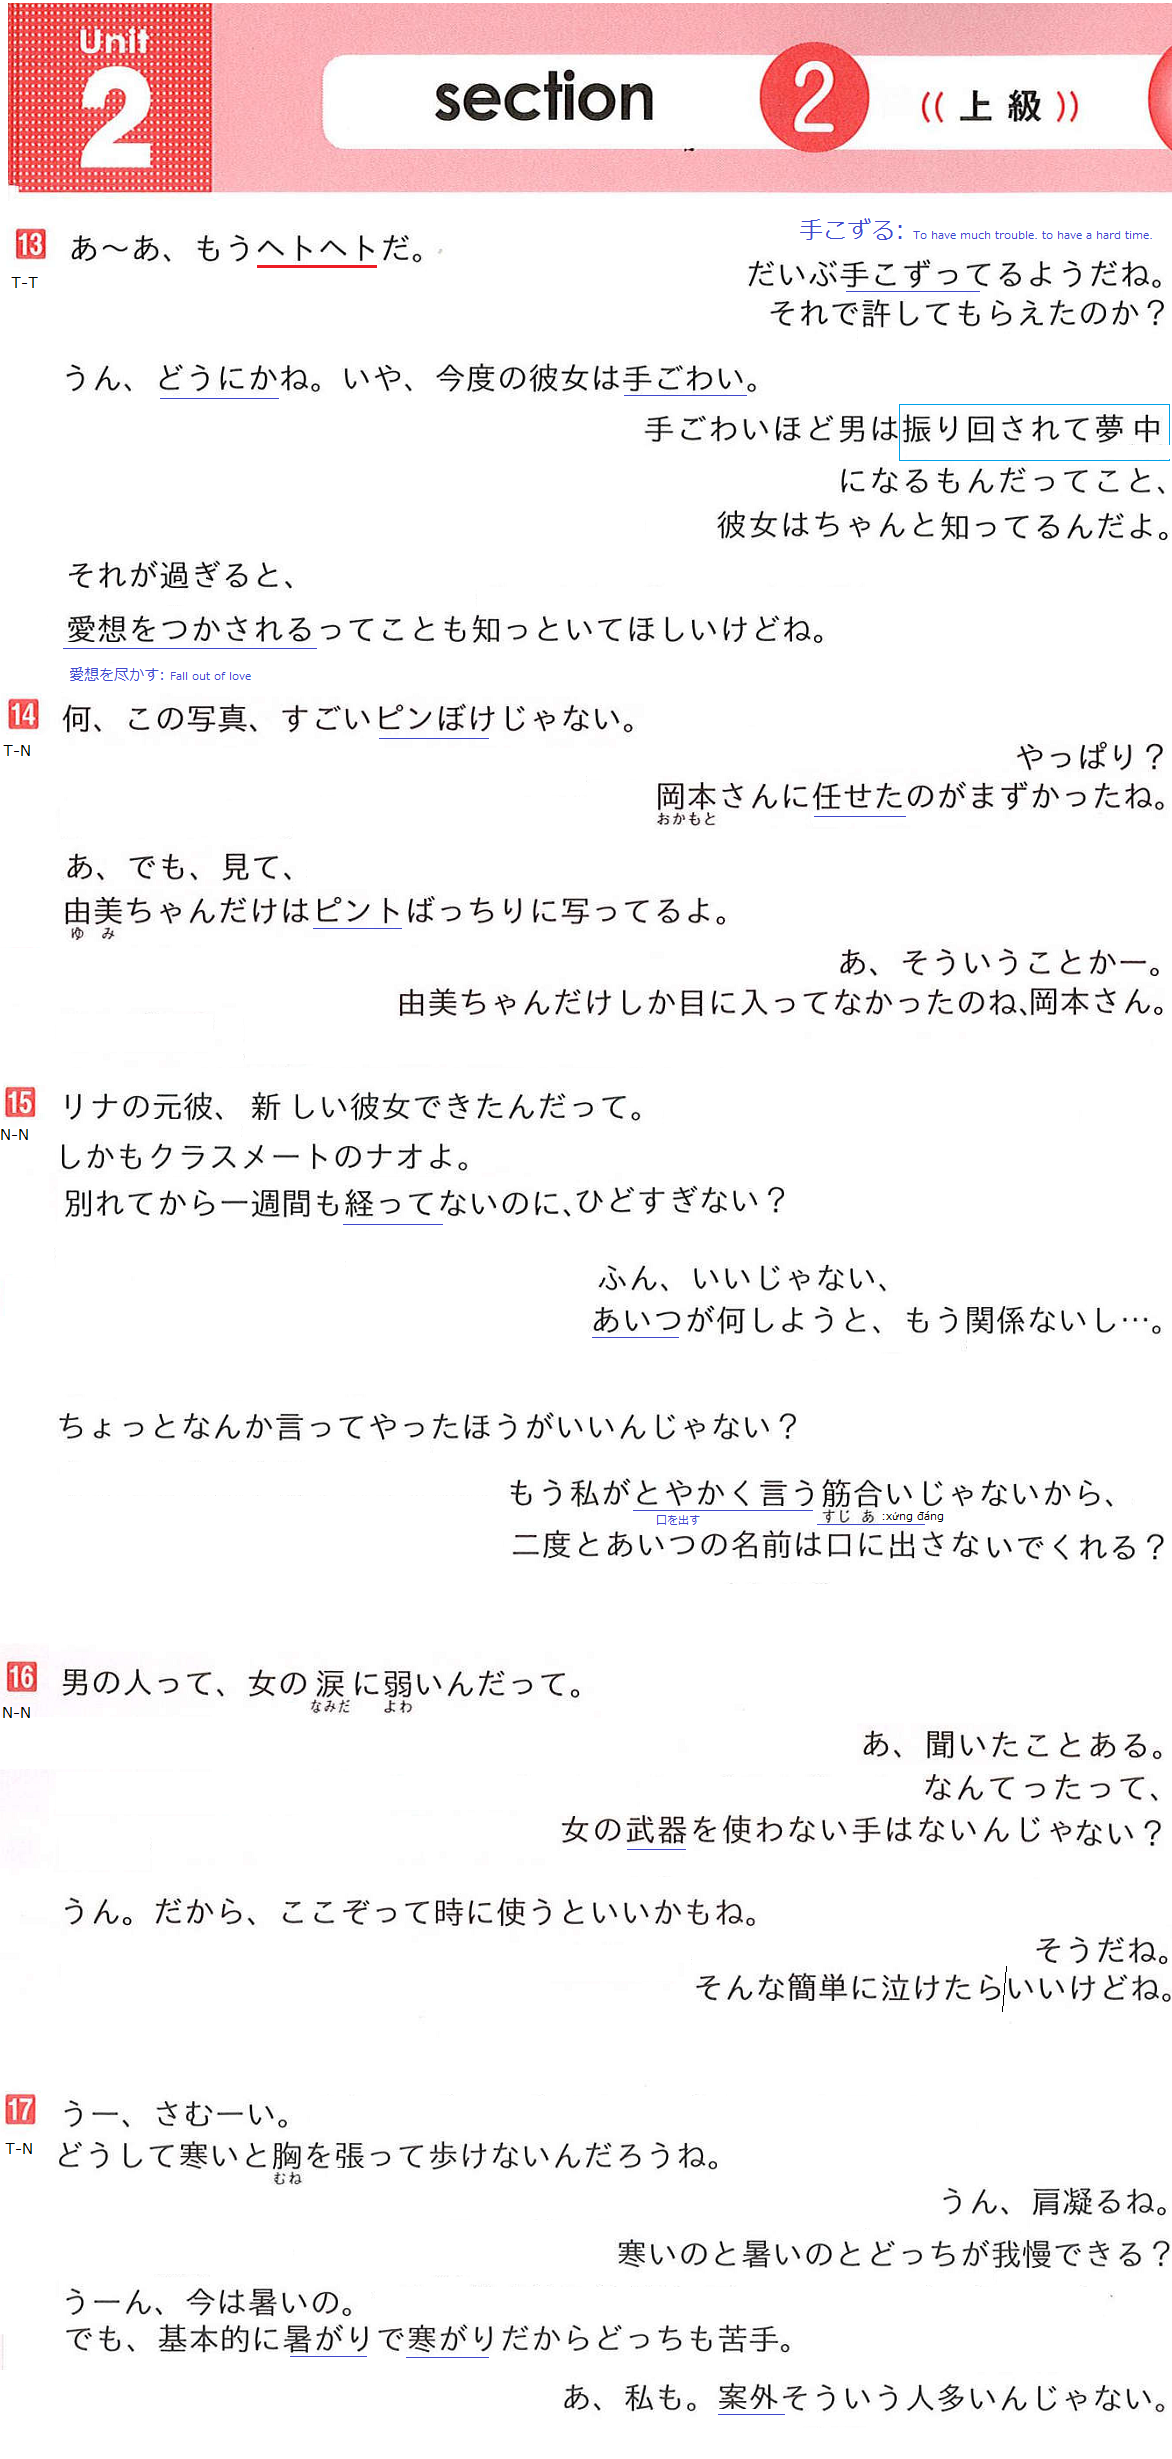 Unit
2
section 2 (( 上級 ))
13 あ〜あ、もうヘトヘトだ。
T-T
手こずる: To have much trouble. to have a hard time.
だいぶ手こずってるようだね。
それで許してもらえたのか？
うん、どうにかね。いや、今度の彼女は手ごわい。
手ごわいほど男は振り回されて夢中
になるもんだってこと、
彼女はちゃんと知ってるんだよ。
それが過ぎると、
愛想をつかされるってことも知っといてほしいけどね。
愛想を尽かす: Fall out of love
14 何、この写真、すごいピンぼけじゃない。
T-N
やっぱり？
岡本さんに任せたのがまずかったね。
おかもと
あ、でも、見て、
由美ちゃんだけはピントばっちりに写ってるよ。
ゆ み
あ、そういうことかー。
由美ちゃんだけしか目に入ってなかったのね、岡本さん。
15 リナの元彼、新しい彼女できたんだって。
N-N
しかもクラスメートのナオよ。
別れてから一週間も経ってないのに、ひどすぎない？
ふん、いいじゃない、
あいつが何しようと、もう関係ないし…。
ちょっとなんか言ってやったほうがいいんじゃない？
もう私がとやかく言う筋合いじゃないから、
口を出す すじ あ :xứng đáng
二度とあいつの名前は口に出さないでくれる？
16 男の人って、女の涙に弱いんだって。
なみだ よわ
N-N
あ、聞いたことある。
なんてったって、
女の武器を使わない手はないんじゃない？
うん。だから、ここぞって時に使うといいかもね。
そうだね。
そんな簡単に泣けたらいいけどね。
17 うー、さむーい。
T-N
どうして寒いと胸を張って歩けないんだろうね。
むね
うん、肩凝るね。
寒いのと暑いのとどっちが我慢できる？
うーん、今は暑いの。
でも、基本的に暑がりで寒がりだからどっちも苦手。
あ、私も。案外そういう人多いんじゃない。